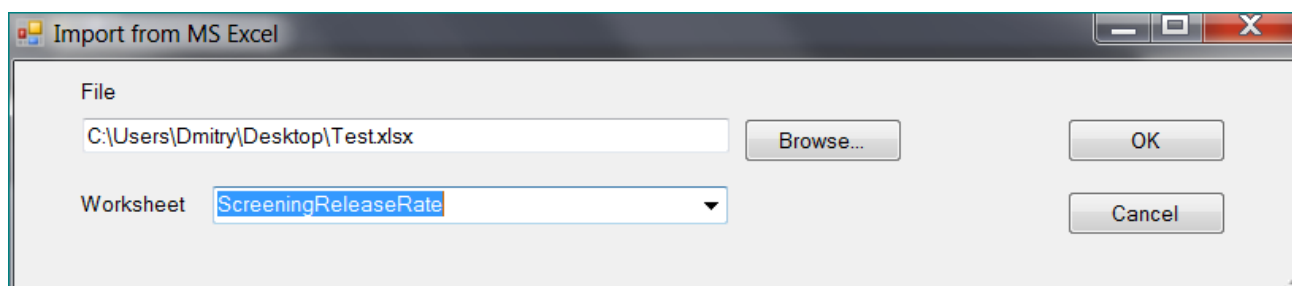 Import from MS Excel
File
C:\Users\Dmitry\Desktop\Test.xlsx
Browse...
OK
Worksheet
ScreeningReleaseRate
Cancel